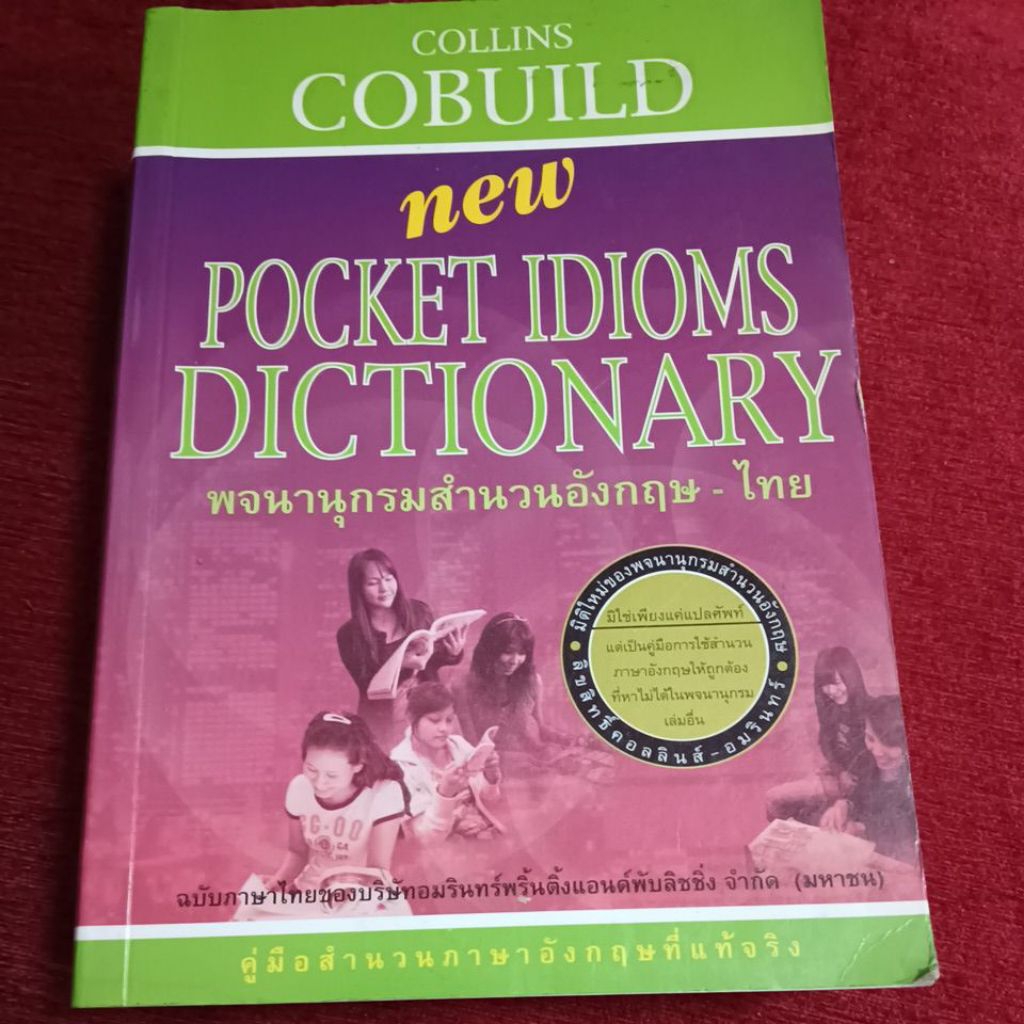 COLLINS
COBUILD
new
POCKET IDIOMS
DICTIONARY
พจนานุกรมสำนวนอังกฤษ - ไทย
มิติใหม่ของพจนานุกรมสำนวนอังกฤษ
มิใช่เพียงแค่แปลศัพท์
แต่เป็นคู่มือการใช้สำนวน
ภาษาอังกฤษให้ถูกต้อง
ที่หาไม่ได้ในพจนานุกรม
เล่มอื่น
ลิขสิทธิ์คอลลินส์ - อมรินทร์
ฉบับภาษาไทยของบริษัทอมรินทร์พริ้นติ้งแอนด์พับลิชชิ่ง จำกัด (มหาชน)
คู่มือสำนวนภาษาอังกฤษที่แท้จริง